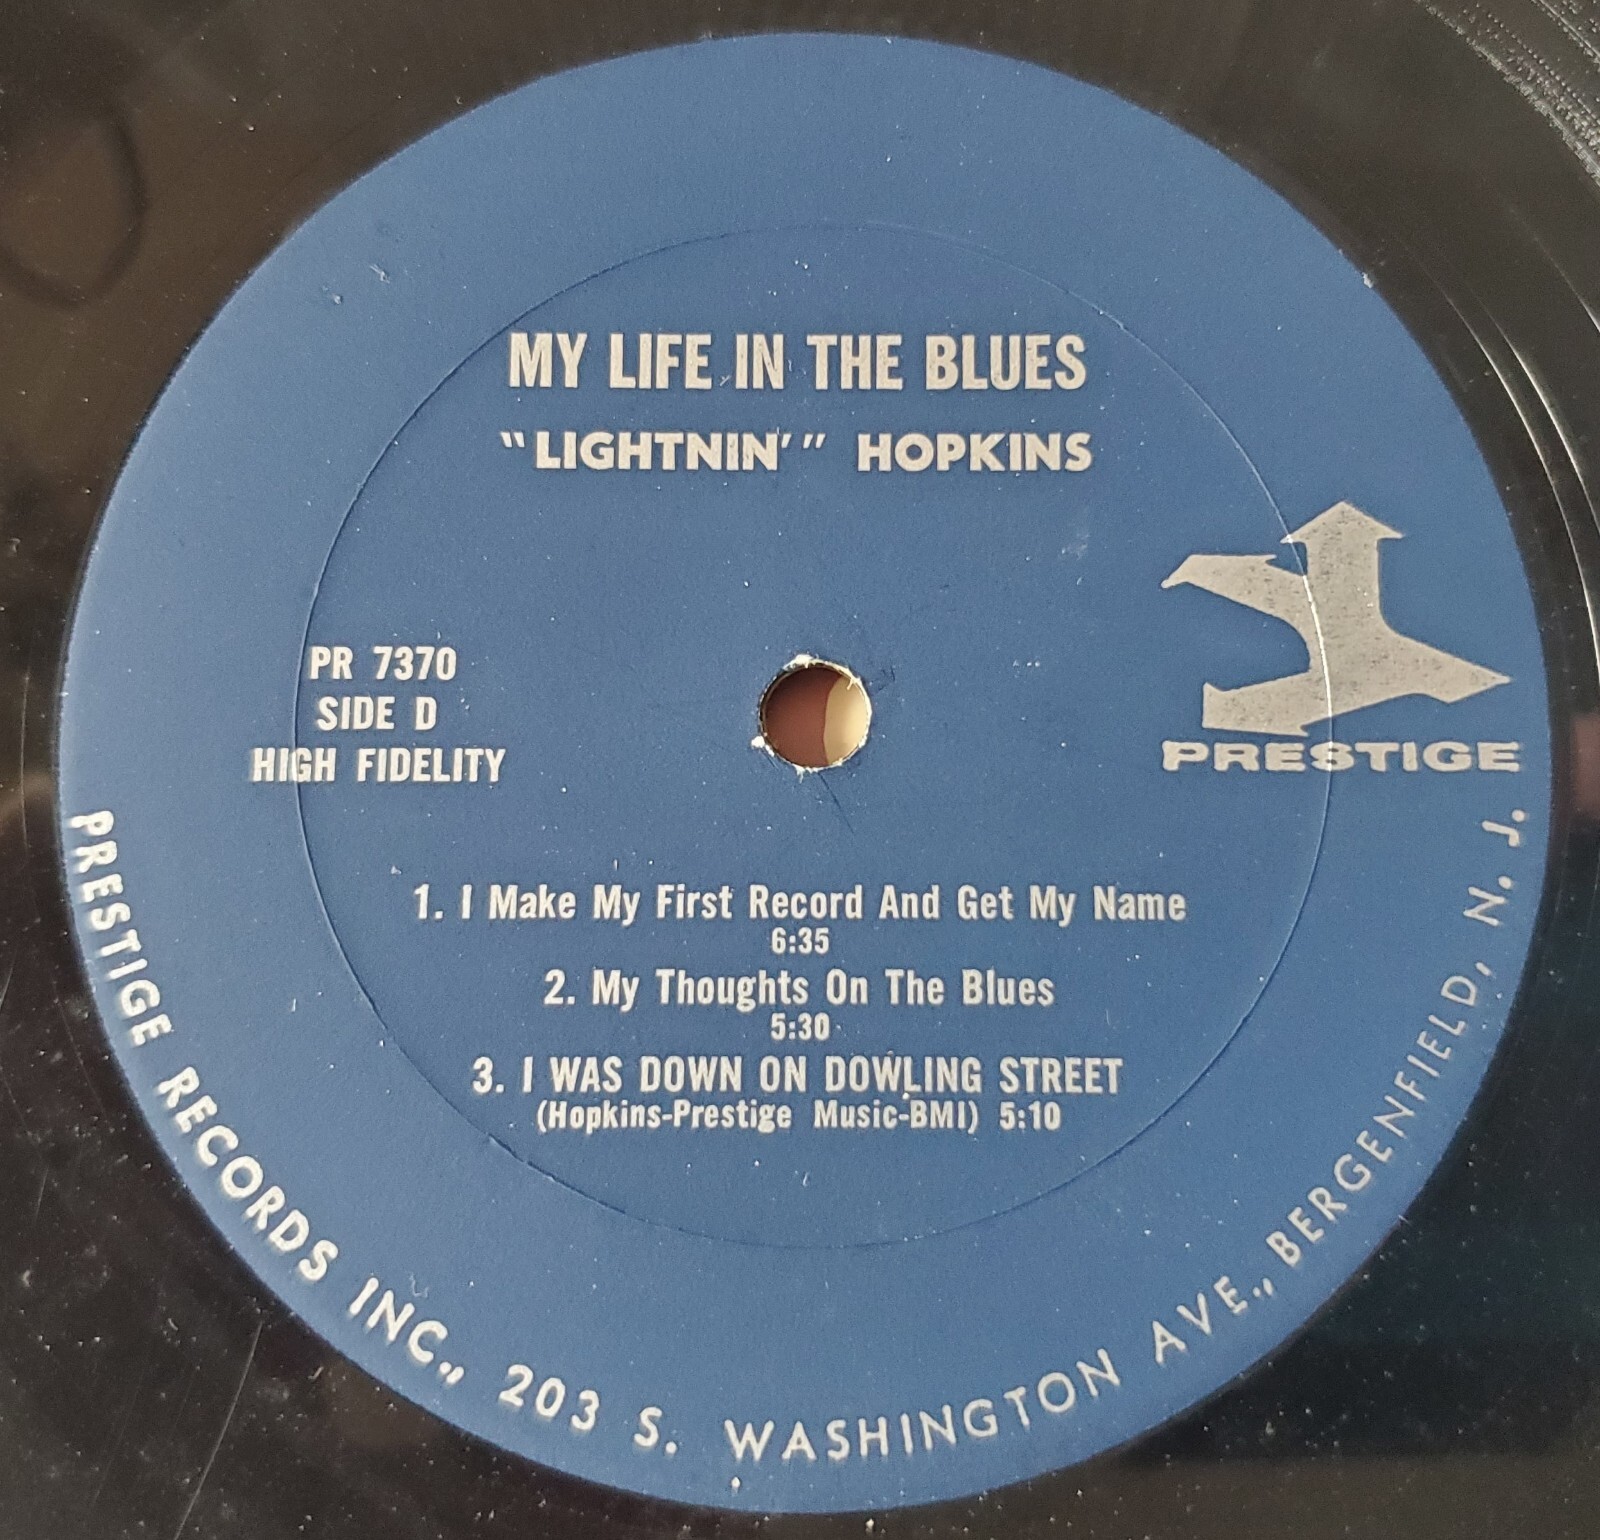 MY LIFE IN THE BLUES
"LIGHTNIN'" HOPKINS
PR 7370
SIDE D
HIGH FIDELITY
PRESTIGE
1. I Make My First Record And Get My Name
6:35
2. My Thoughts On The Blues
5:30
3. I WAS DOWN ON DOWLING STREET
(Hopkins-Prestige Music-BMI) 5:10
PRESTIGE RECORDS INC., 203 S. WASHINGTON AVE., BERGENFIELD, N. J.